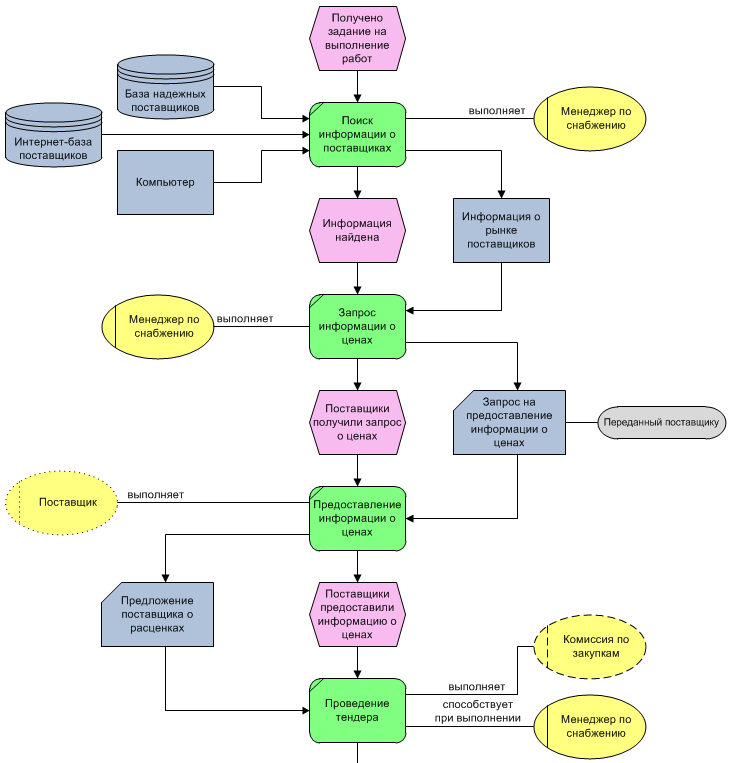 Получено
задание на
выполнение
работ
База надежных
поставщиков
Интернет-база
поставщиков
Компьютер
Поиск
информации о
поставщиках
выполняет
Менеджер по
снабжению
Информация
найдена
Информация о
рынке
поставщиков
Менеджер по
снабжению
выполняет
Запрос
информации о
ценах
Поставщики
получили запрос
о ценах
Запрос на
предоставление
информации о
ценах
Переданный поставщику
Поставщик
выполняет
Предоставление
информации о
ценах
Предложение
поставщика о
расценках
Поставщики
предоставили
информацию о
ценах
Комиссия по
закупкам
выполняет
Проведение
тендера
способствует
при выполнении
Менеджер по
снабжению